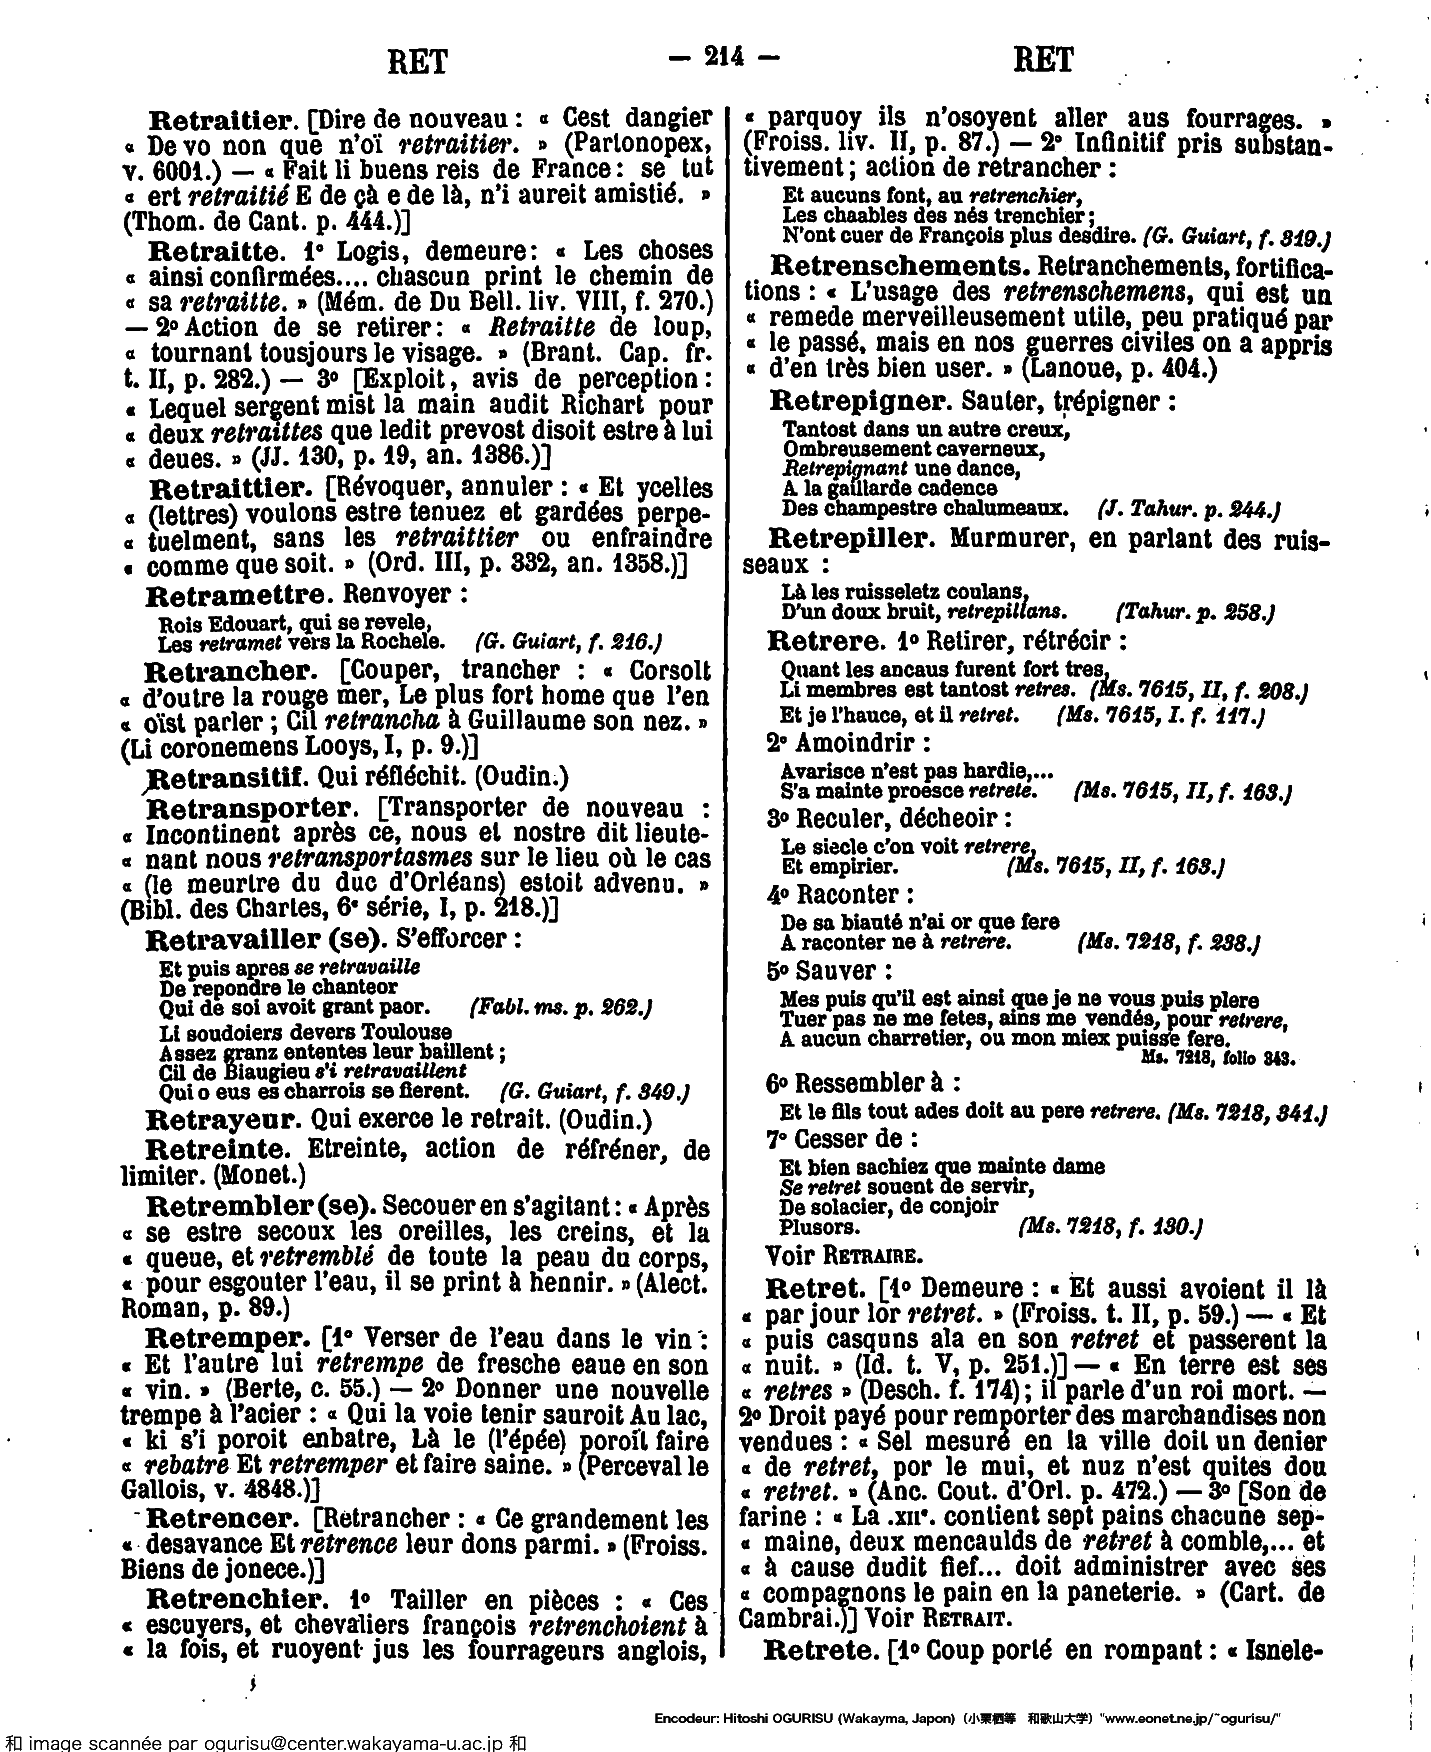 RET
— 214 —
RET
Retraitier. [Dire de nouveau : « Cest dangier
« De vo non que n'oï retraitier. » (Partonopex,
v. 6001.) — « Fait li buens reis de France : se tut
« ert retraitié E de çà e de là, n'i aureit amistié. »
(Thom. de Cant. p. 444.)]
Retraitte. 1º Logis, demeure : « Les choses
« ainsi confirmées.... chascun print le chemin de
« sa retraitte. » (Mém. de Du Bell. liv. VIII, f. 270.)
— 2º Action de se retirer : « Retraitte de loup,
« tournant tousjours le visage. » (Brant. Cap. fr.
t. II, p. 282.) — 3º [Exploit, avis de perception :
« Lequel sergent mist la main audit Richart pour
« deux retraittes que ledit prevost disoit estre à lui
« deues. » (JJ. 130, p. 19, an. 1386.)]
Retraittier. [Révoquer, annuler : « Et ycelles
« (lettres) voulons estre tenuez et gardées perpe-
« tuelment, sans les retraittier ou enfraindre
« comme que soit. » (Ord. III, p. 332, an. 1358.)]
Retramettre. Renvoyer :
Rois Edouart, qui se revele,
Les retramet vers la Rochele. (G. Guiart, f. 216.)
Retrancher. [Couper, trancher : « Corsolt
« d'outre la rouge mer, Le plus fort home que l'en
« oïst parler ; Cil retrancha à Guillaume son nez. »
(Li coronemens Looys, I, p. 9.)]
Retransitif. Qui réfléchit. (Oudin.)
Retransporter. [Transporter de nouveau :
« Incontinent après ce, nous et nostre dit lieute-
« nant nous retransportasmes sur le lieu où le cas
« (le meurtre du duc d'Orléans) estoit advenu. »
(Bibl. des Chartes, 6e série, I, p. 218.)]
Retravailler (se). S'efforcer :
Et puis apres se retravaille
De repondre le chanteor
Qui de soi avoit grant paor. (Fabl. ms. p. 262.)
Li soudoiers devers Toulouse
Assez granz ententes leur baillent ;
Cil de Biaugieu s'i retravaillent
Qui o eus es charrois se fierent. (G. Guiart, f. 349.)
Retrayeur. Qui exerce le retrait. (Oudin.)
Retreinte. Etreinte, action de réfréner, de
limiter. (Monet.)
Retrembler (se). Secouer en s'agitant : « Après
« se estre secoux les oreilles, les creins, et la
« queue, et retremblé de toute la peau du corps,
« pour esgouter l'eau, il se print à hennir. » (Alect.
Roman, p. 89.)
Retremper. [1º Verser de l'eau dans le vin :
« Et l'autre lui retrempe de fresche eaue en son
« vin. » (Berte, c. 55.) — 2º Donner une nouvelle
trempe à l'acier : « Qui la voie tenir sauroit Au lac,
« ki s'i poroit enbatre, Là le (l'épée) poroit faire
« rebatre Et retremper et faire saine. » (Perceval le
Gallois, v. 4848.)]
Retrencer. [Retrancher : « Ce grandement les
« desavance Et retrence leur dons parmi. » (Froiss.
Biens de jonece.)]
Retrenchier. 1º Tailler en pièces : « Ces
« escuyers, et chevaliers françois retrenchoient à
« la fois, et ruoyent jus les fourrageurs anglois,
« parquoy ils n'osoyent aller aus fourrages. »
(Froiss. liv. II, p. 87.) — 2º Infinitif pris substan-
tivement ; action de retrancher :
Et aucuns font, au retrenchier,
Les chaables des nés trenchier ;
N'ont cuer de François plus desdire. (G. Guiart, f. 319.)
Retrenschements. Retranchements, fortifica-
tions : « L'usage des retrenschemens, qui est un
« remede merveilleusement utile, peu pratiqué par
« le passé, mais en nos guerres civiles on a appris
« d'en très bien user. » (Lanoue, p. 404.)
Retrepigner. Sauter, trépigner :
Tantost dans un autre creux,
Ombreusement caverneux,
Retrepignant une dance,
A la gaillarde cadence
Des champestre chalumeaux. (J. Tahur. p. 244.)
Retrepiller. Murmurer, en parlant des ruis-
seaux :
Là les ruisseletz coulans,
D'un doux bruit, retrepillans. (Tahur. p. 258.)
Retrere. 1º Retirer, rétrécir :
Quant les ancaus furent fort tres,
Li membres est tantost retres. (Ms. 7615, II, f. 208.)
Et je l'hauce, et il retret. (Ms. 7615, I. f. 117.)
2º Amoindrir :
Avarisce n'est pas hardie,...
S'a mainte proesce retrete. (Ms. 7615, II, f. 163.)
3º Reculer, décheoir :
Le siecle c'on voit retrere,
Et empirier. (Ms. 7615, II, f. 163.)
4º Raconter :
De sa biauté n'ai or que fere
A raconter ne à retrere. (Ms. 7218, f. 238.)
5º Sauver :
Mes puis qu'il est ainsi que je ne vous puis plere
Tuer pas ne me fetes, ains me vendés, pour retrere,
A aucun charretier, ou mon miex puisse fere.
Ms. 7218, folio 343.
6º Ressembler à :
Et le fils tout ades doit au pere retrere. (Ms. 7218, 341.)
7º Cesser de :
Et bien sachiez que mainte dame
Se retret souent de servir,
De solacier, de conjoir
Plusors. (Ms. 7218, f. 130.)
Voir RETRAIRE.
Retret. [1º Demeure : « Et aussi avoient il là
« par jour lor retret. » (Froiss. t. II, p. 59.) — « Et
« puis casquns ala en son retret et passerent la
« nuit. » (Id. t. V, p. 251.)] — « En terre est ses
« retres » (Desch. f. 174) ; il parle d'un roi mort. —
2º Droit payé pour remporter des marchandises non
vendues : « Sel mesuré en la ville doit un denier
« de retret, por le mui, et nuz n'est quites dou
« retret. » (Anc. Cout. d'Orl. p. 472.) — 3º [Son de
farine : « La .xiie. contient sept pains chacune sep-
« maine, deux mencaulds de retret à comble,... et
« à cause dudit fief... doit administrer avec ses
« compagnons le pain en la paneterie. » (Cart. de
Cambrai.)] Voir RETRAIT.
Retrete. [1º Coup porté en rompant : « Isnele-
Encodeur: Hitoshi OGURISU (Wakayma, Japon) (小栗栖等 和歌山大学) "www.eonet.ne.jp/~ogurisu/"
和 image scannée par ogurisu@center.wakayama-u.ac.jp 和